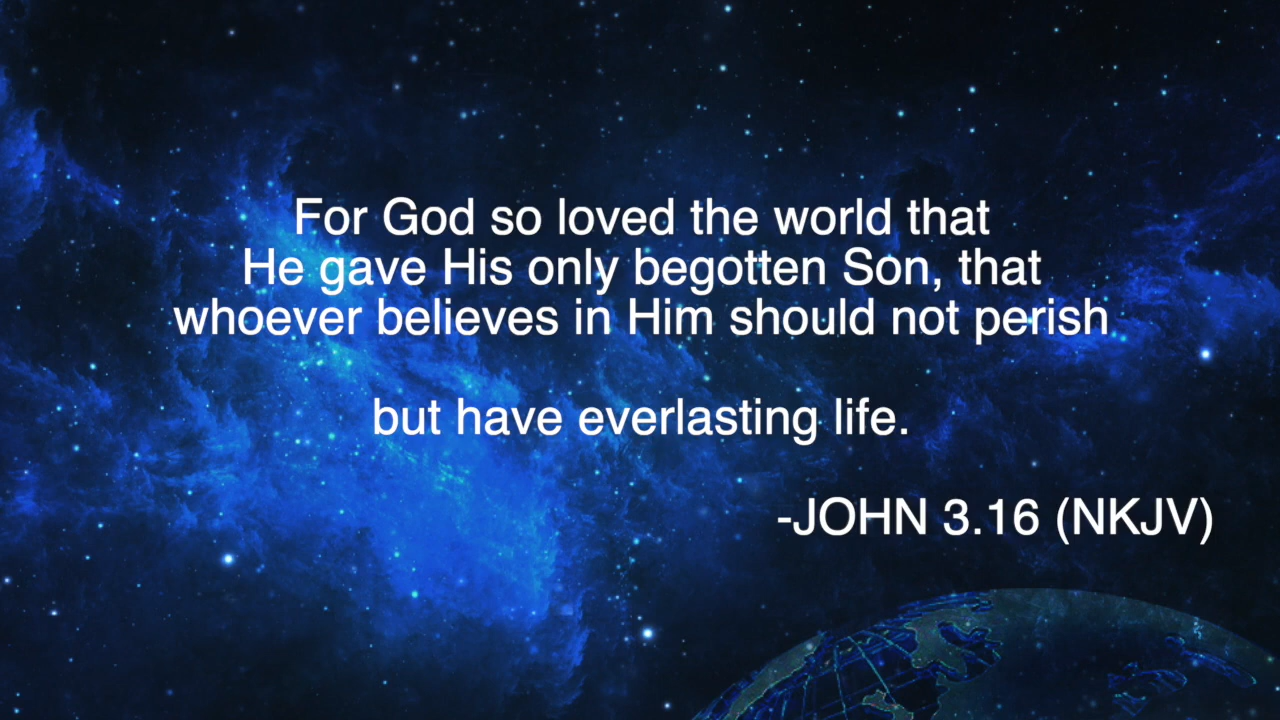 For God so loved the world that
He gave His only begotten Son, that
whoever believes in Him should not perish
but have everlasting life.
-JOHN 3.16 (NKJV)